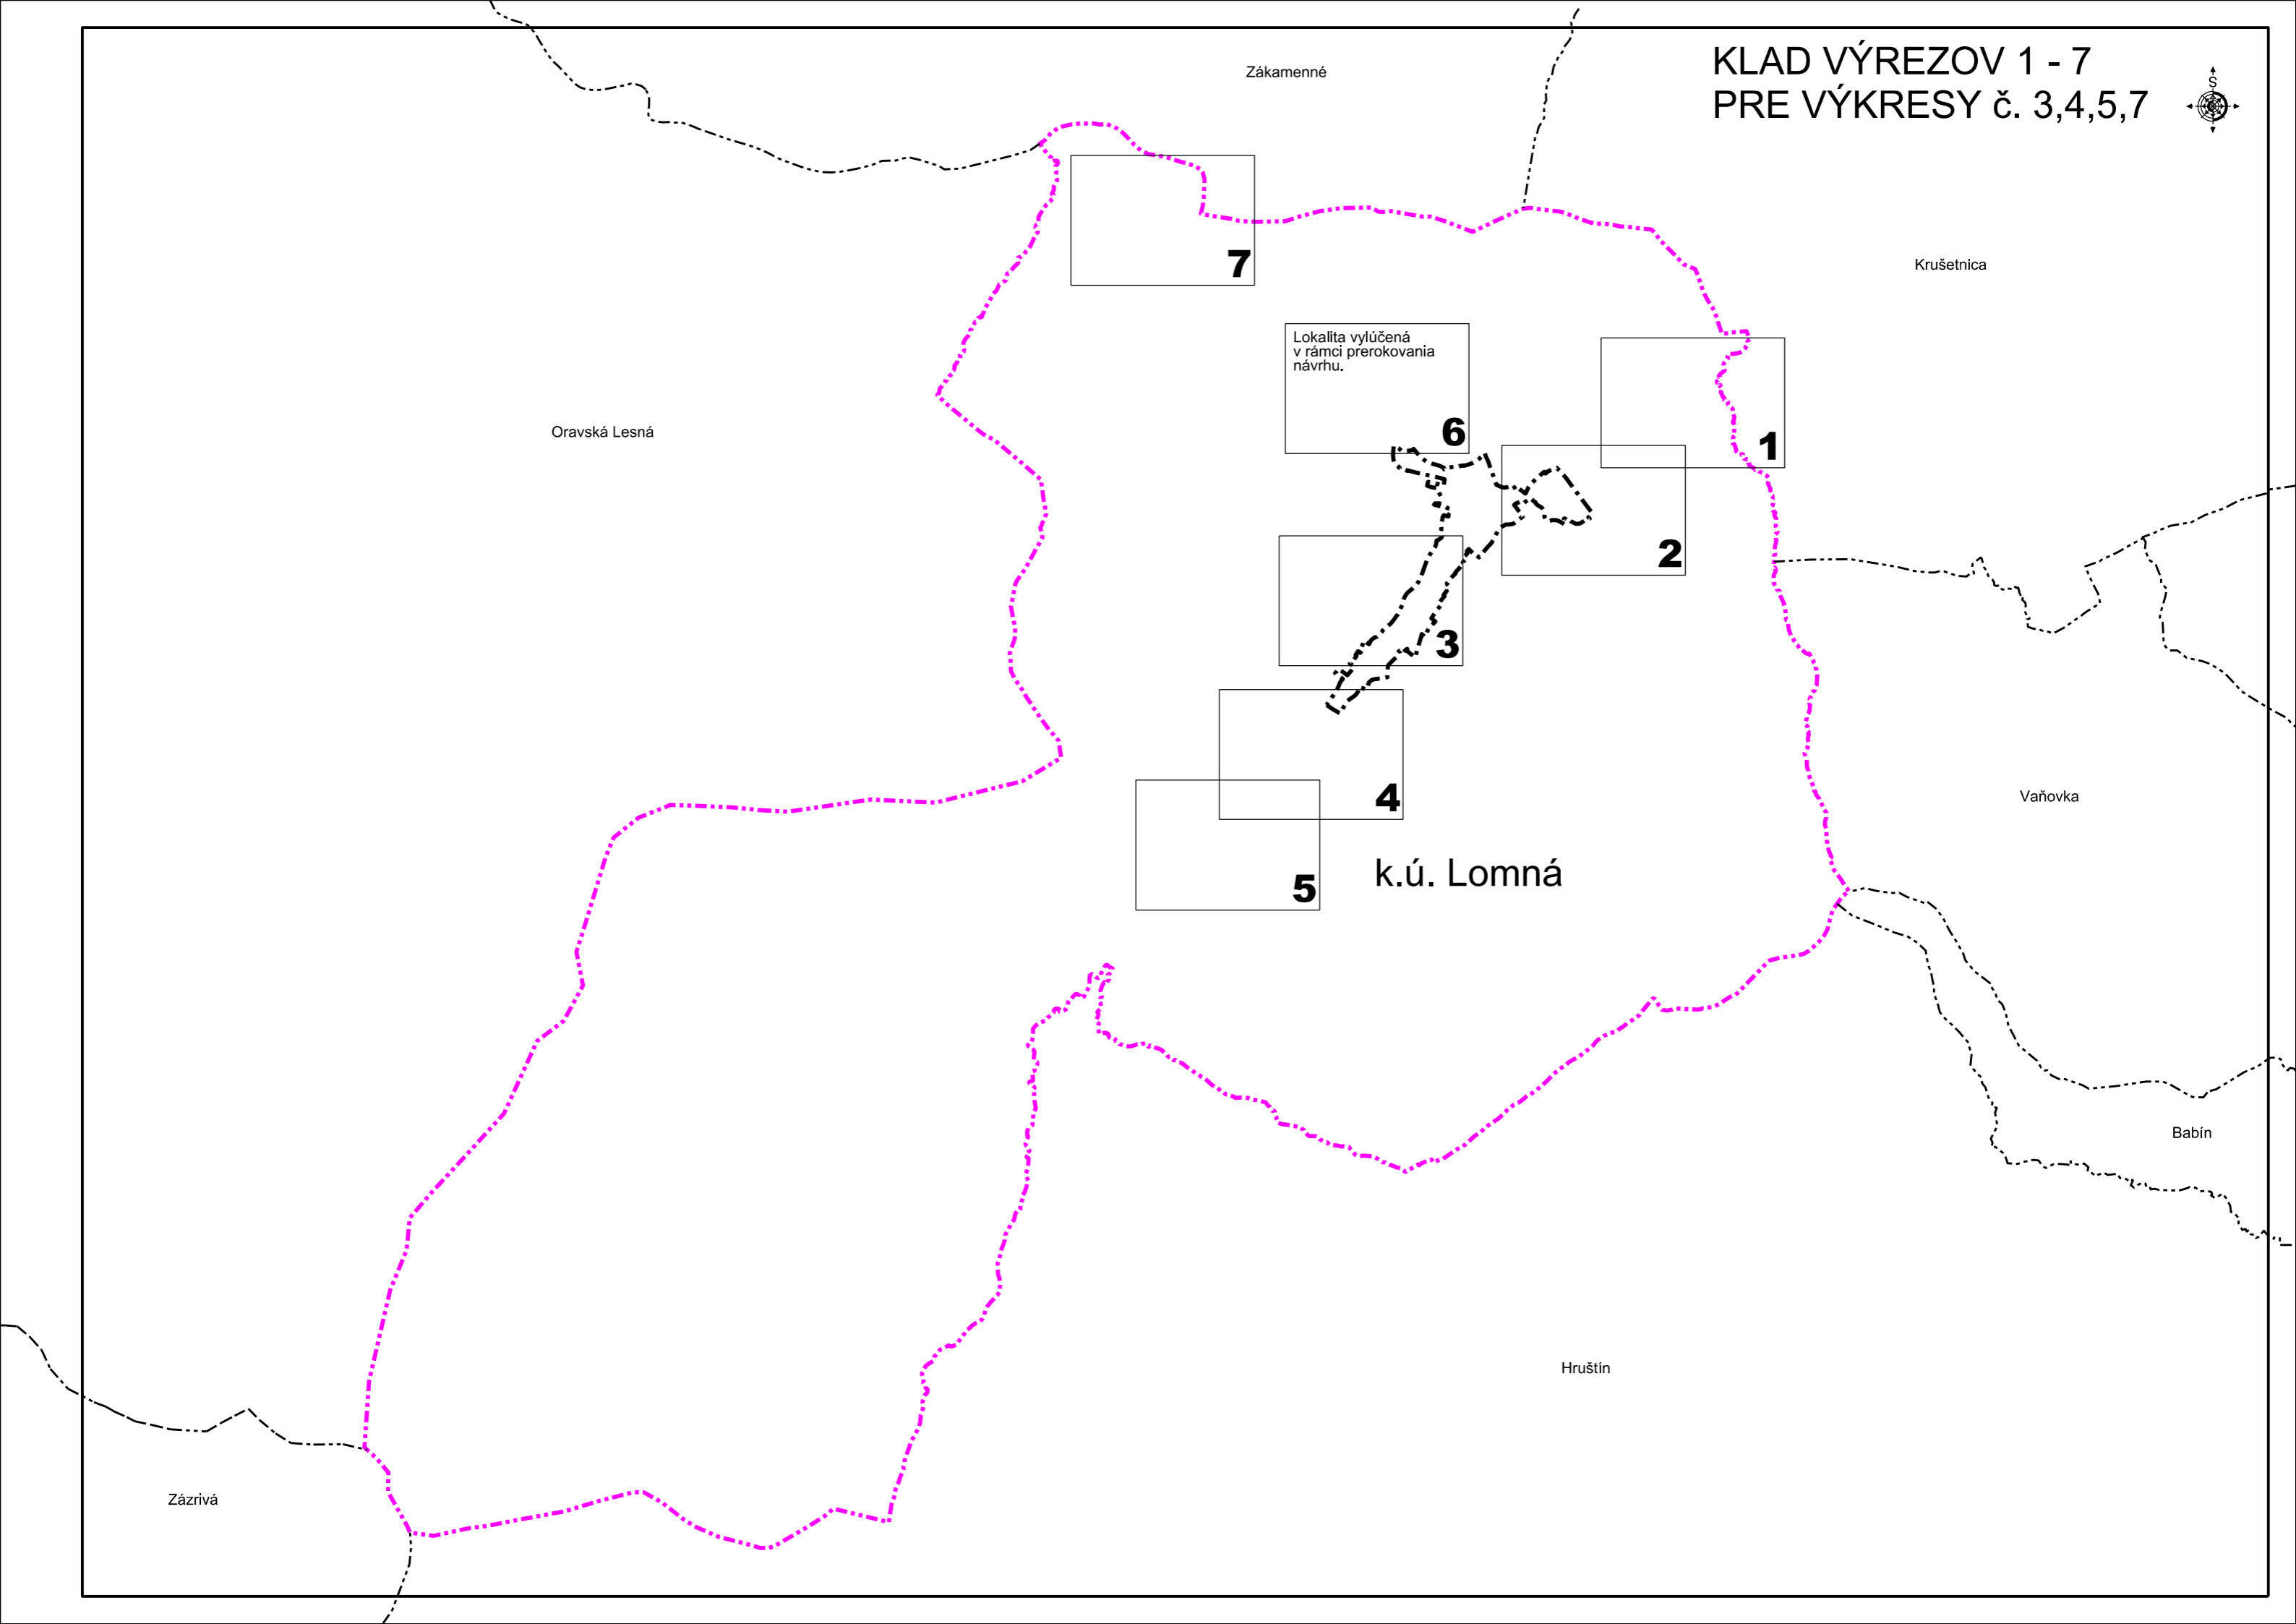 KLAD VÝREZOV 1 - 7
PRE VÝKRESY č. 3,4,5,7
S
Zákamenné
Krušetnica
7
Lokalita vylúčená
v rámci prerokovania
návrhu.
6
1
Oravská Lesná
2
3
4
Vaňovka
5
k.ú. Lomná
Babín
Hruštín
Zázrivá